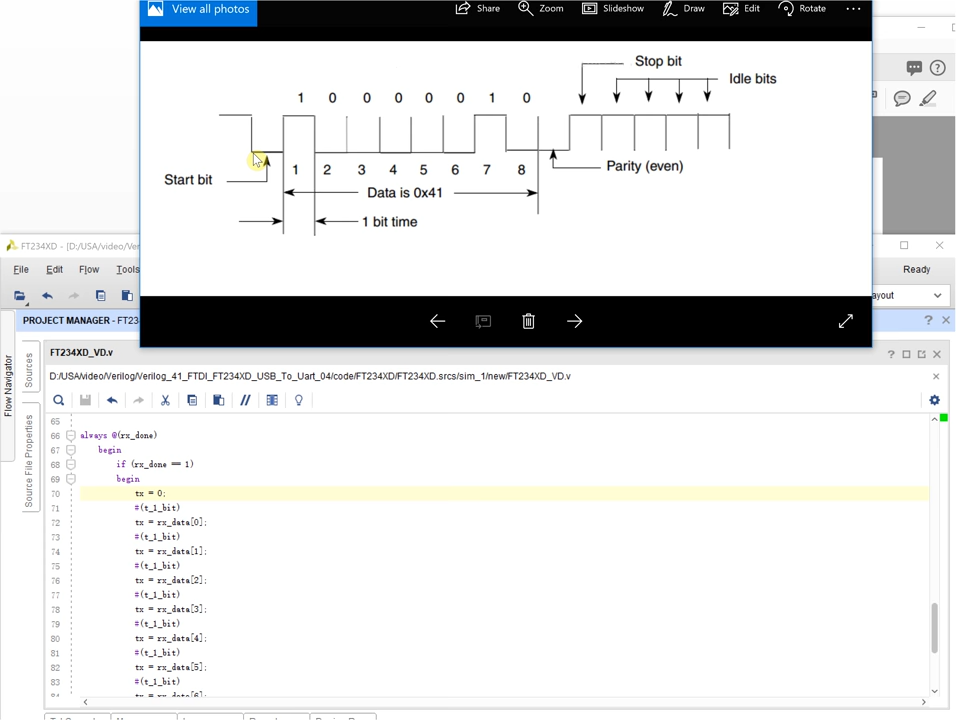 View all photos
Share
Zoom
Slideshow
Draw
Edit
Rotate
Stop bit
Idle bits
1 0 0 0 0 0 1 0
1 2 3 4 5 6 7 8
Start bit
Parity (even)
Data is 0x41
1 bit time
FT234XD - [D:/USA/video/Ver
File Edit Flow Tools
Ready
ayout
PROJECT MANAGER - FT23
Flow Navigator
Sources
Source File Properties
FT234XD_VD.v
D:/USA/video/Verilog/Verilog_41_FTDI_FT234XD_USB_To_Uart_04/code/FT234XD/FT234XD.srcs/sim_1/new/FT234XD_VD.v
65
66 always @(rx_done)
67 begin
68 if (rx_done == 1)
69 begin
70 tx = 0;
71 #(t_1_bit)
72 tx = rx_data[0];
73 #(t_1_bit)
74 tx = rx_data[1];
75 #(t_1_bit)
76 tx = rx_data[2];
77 #(t_1_bit)
78 tx = rx_data[3];
79 #(t_1_bit)
80 tx = rx_data[4];
81 #(t_1_bit)
82 tx = rx_data[5];
83 #(t_1_bit)
84 tx = rx_data[6];